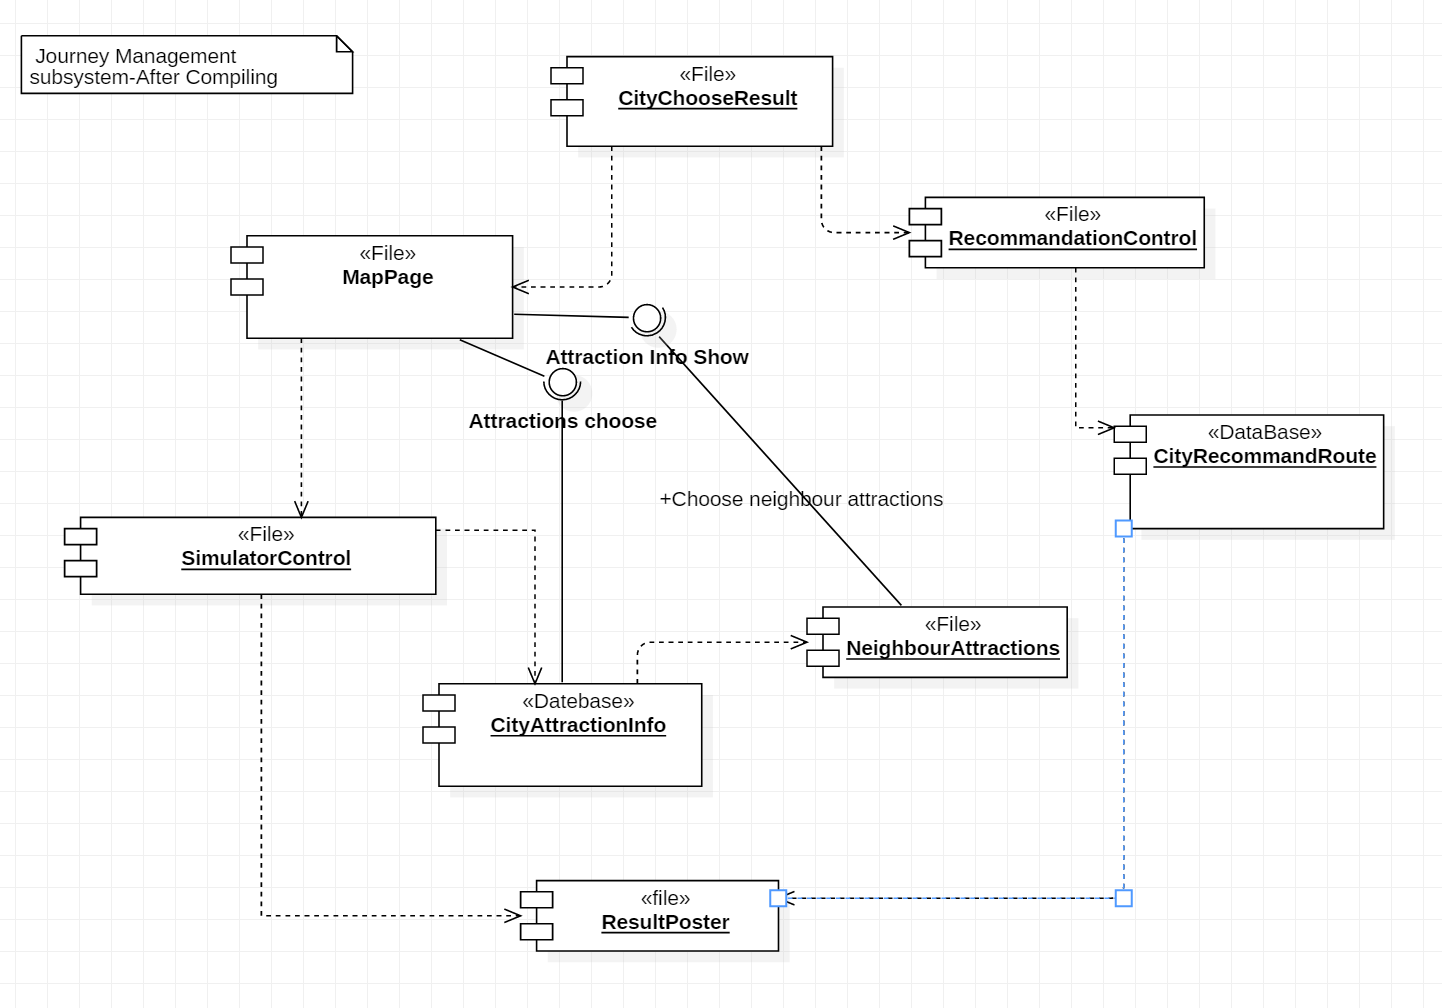 Journey Management
subsystem-After Compiling
«File»
CityChooseResult
«File»
RecommandationControl
«File»
MapPage
Attraction Info Show
Attractions choose
«DataBase»
CityRecommandRoute
+Choose neighbour attractions
«File»
SimulatorControl
«File»
NeighbourAttractions
«Datebase»
CityAttractionInfo
«file»
ResultPoster